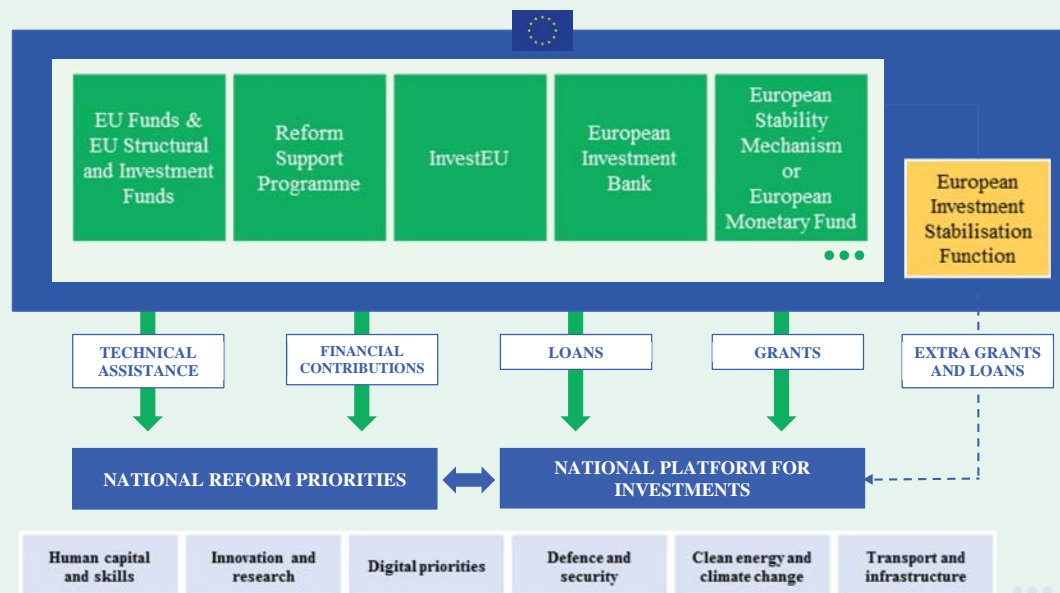 EU Funds &
EU Structural
and Investment
Funds
Reform
Support
Programme
InvestEU
European
Investment
Bank
European
Stability
Mechanism
or
European
Monetary Fund
European
Investment
Stabilisation
Function
TECHNICAL
ASSISTANCE
FINANCIAL
CONTRIBUTIONS
LOANS
GRANTS
EXTRA GRANTS
AND LOANS
NATIONAL REFORM PRIORITIES
NATIONAL PLATFORM FOR
INVESTMENTS
Human capital
and skills
Innovation and
research
Digital priorities
Defence and
security
Clean energy and
climate change
Transport and
infrastructure